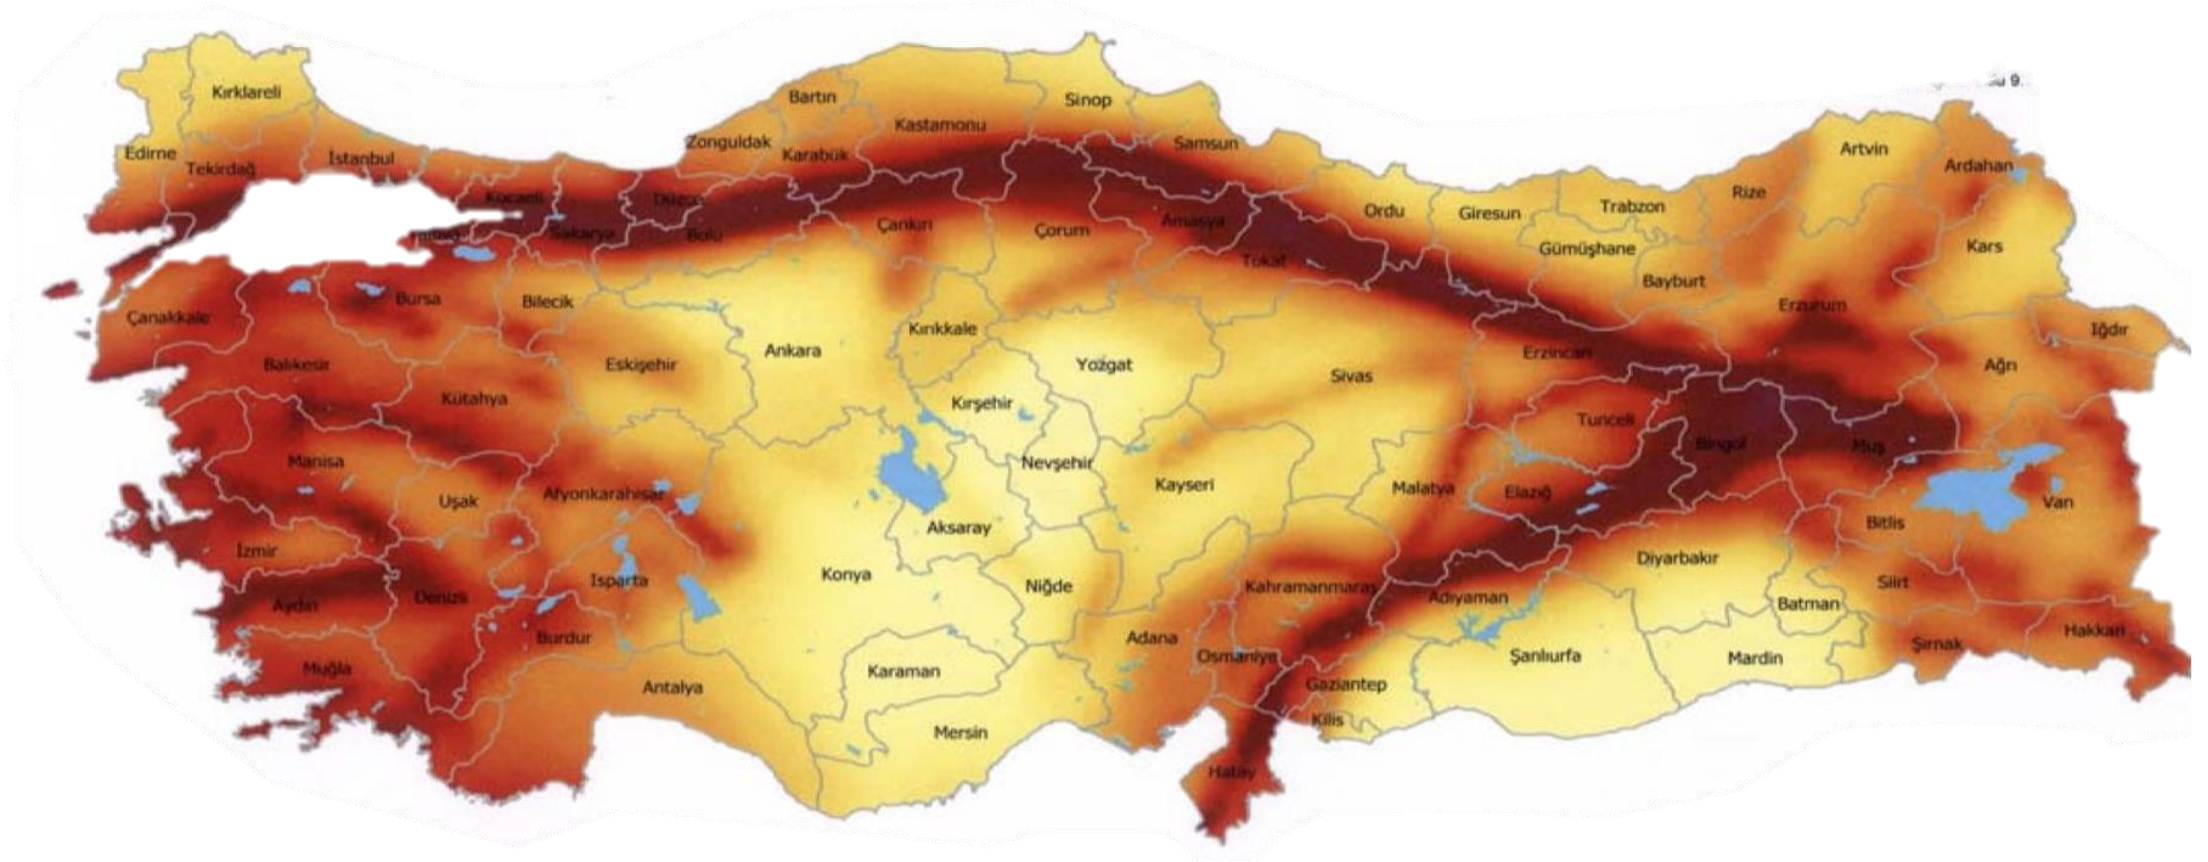 Kırklareli
Edirne
Tekirdağ
İstanbul
Kocaeli
Sakarya
Düzce
Bolu
Zonguldak
Bartın
Karabük
Kastamonu
Sinop
Samsun
Çankırı
Çorum
Amasya
Tokat
Ordu
Giresun
Trabzon
Rize
Artvin
Ardahan
Gümüşhane
Bayburt
Erzurum
Kars
Iğdır
Ağrı
Çanakkale
Bursa
Bilecik
Balıkesir
Kütahya
Eskişehir
Ankara
Kırıkkale
Yozgat
Kırşehir
Sivas
Erzincan
Tunceli
Bingöl
Muş
Manisa
Uşak
Afyonkarahisar
Nevşehir
Kayseri
Malatya
Elazığ
Bitlis
Van
İzmir
Aksaray
Diyarbakır
Aydın
Denizli
Isparta
Konya
Niğde
Kahramanmaraş
Adıyaman
Batman
Siirt
Muğla
Burdur
Antalya
Karaman
Adana
Osmaniye
Gaziantep
Şanlıurfa
Mardin
Şırnak
Hakkari
Mersin
Kilis
Hatay